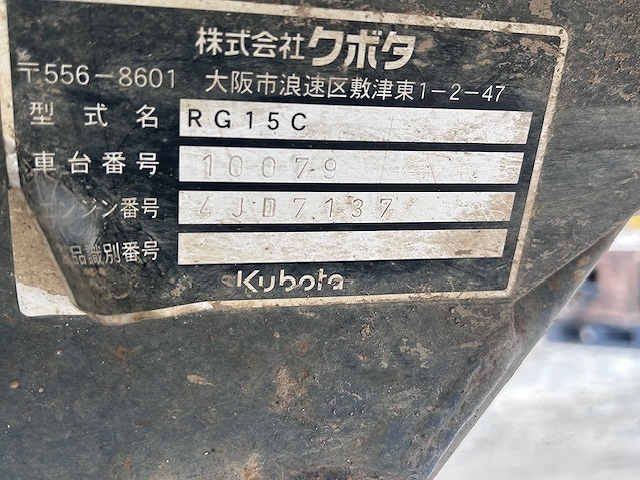 株式会社クボタ
〒556-8601 大阪市浪速区敷津東1-2-47
型式名 RG15C
車台番号 10079
ンジン番号 4JD7137
品識別番号
Kubota